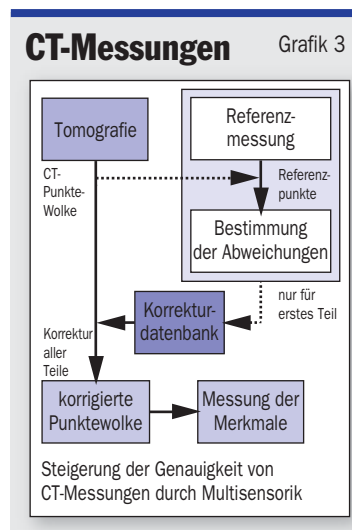 CT-Messungen Grafik 3
Tomografie
Referenz-
messung
CT-
Punkte-
Wolke
Referenz-
punkte
Bestimmung
der Abweichungen
nur für
erstes Teil
Korrektur-
datenbank
Korrektur
aller
Teile
korrigierte
Punktewolke
Messung der
Merkmale
Steigerung der Genauigkeit von
CT-Messungen durch Multisensorik